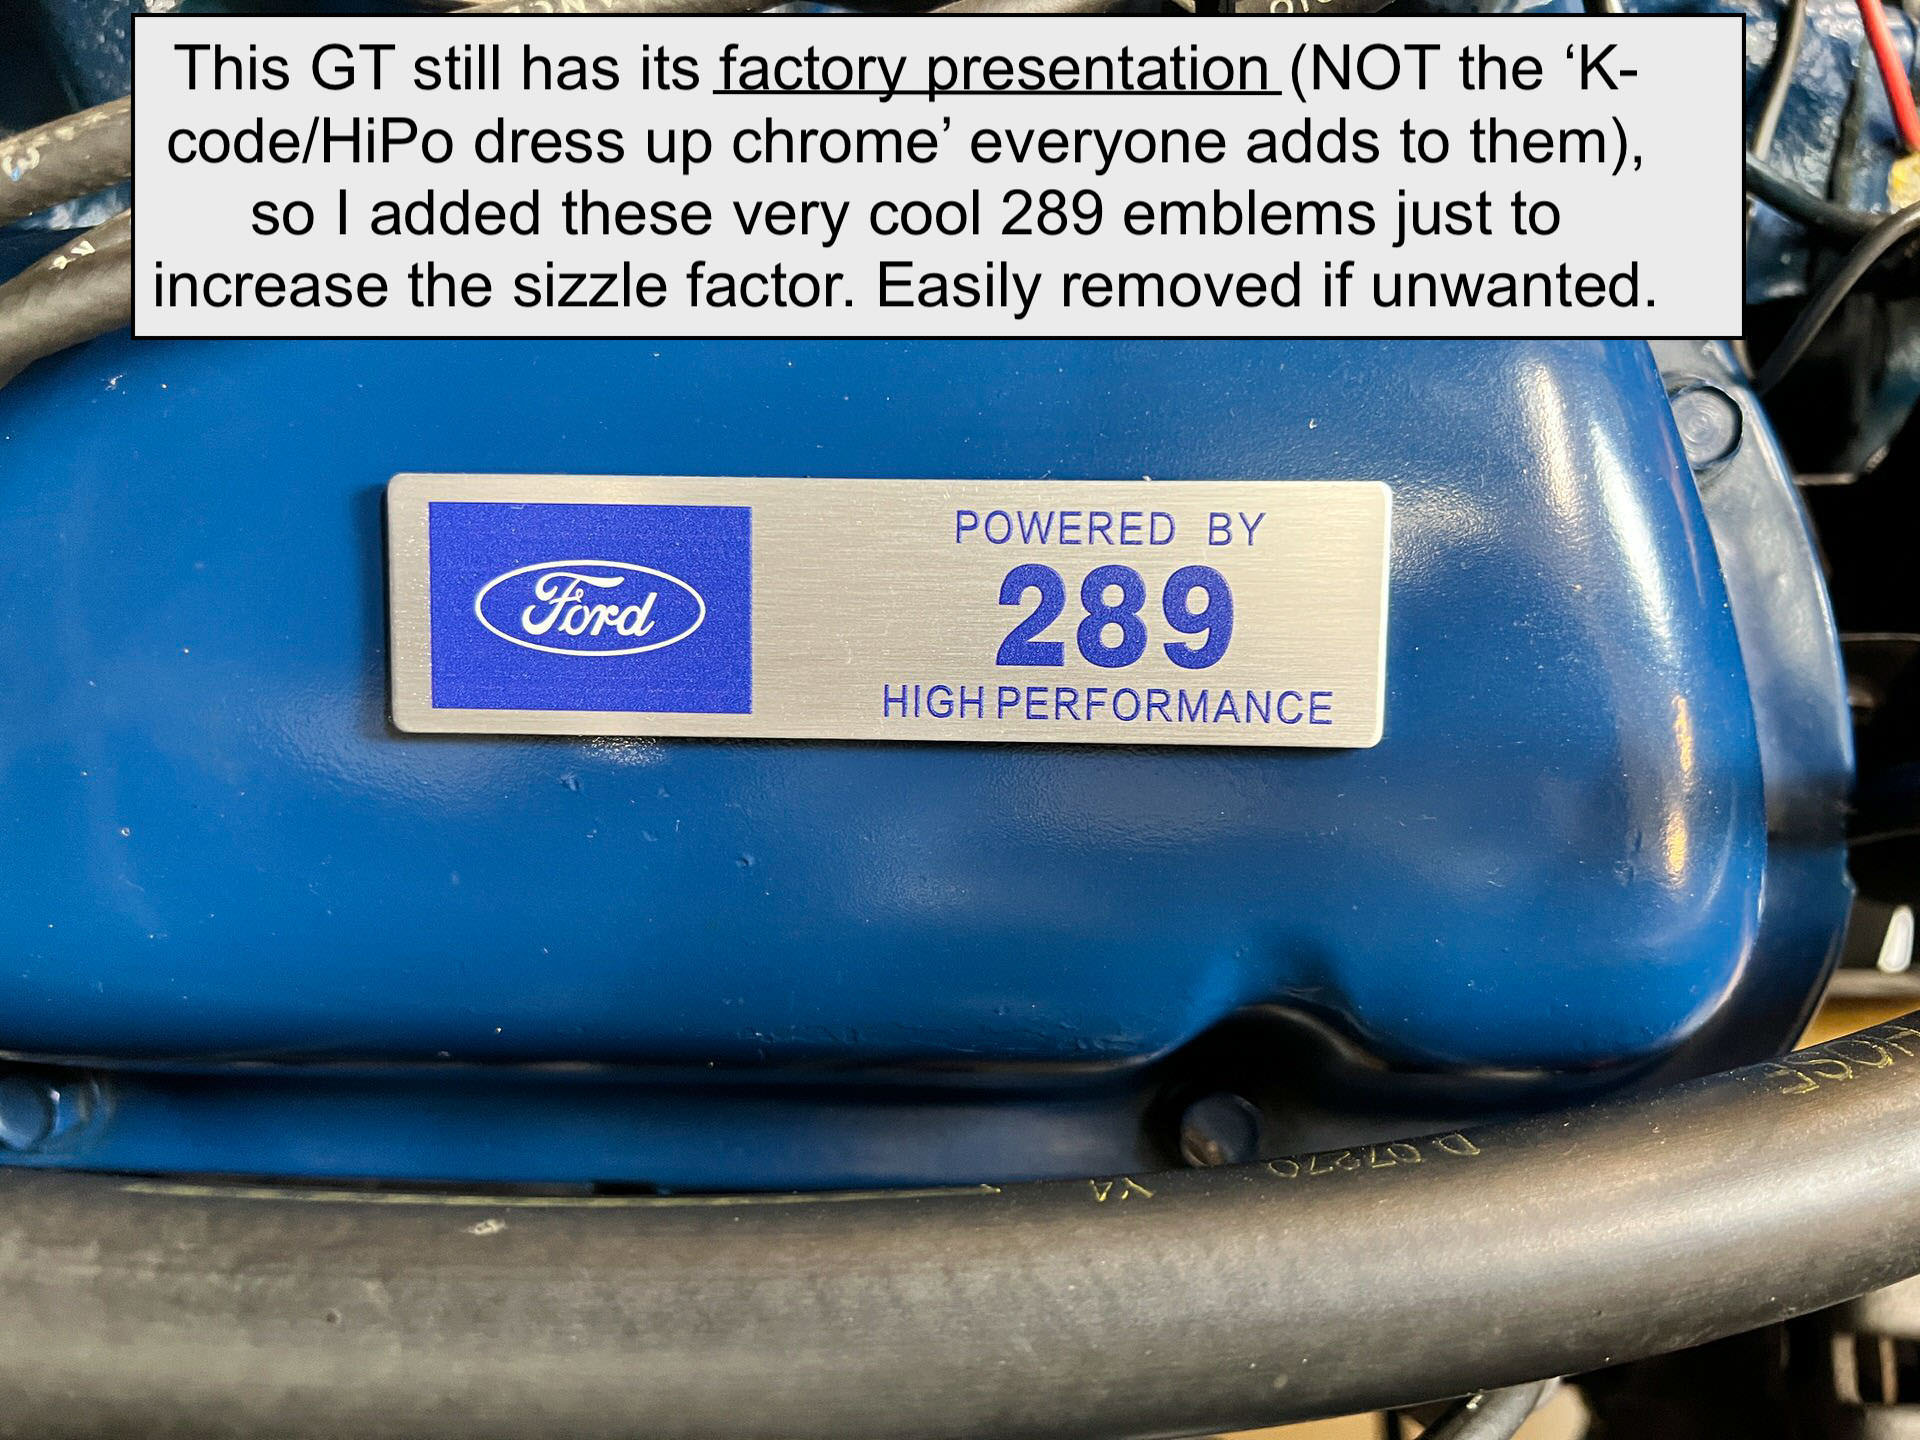 This GT still has its factory presentation (NOT the ‘K-
code/HiPo dress up chrome’ everyone adds to them),
so I added these very cool 289 emblems just to
increase the sizzle factor. Easily removed if unwanted.
Ford
POWERED BY
289
HIGH PERFORMANCE
HOSE
D 07270